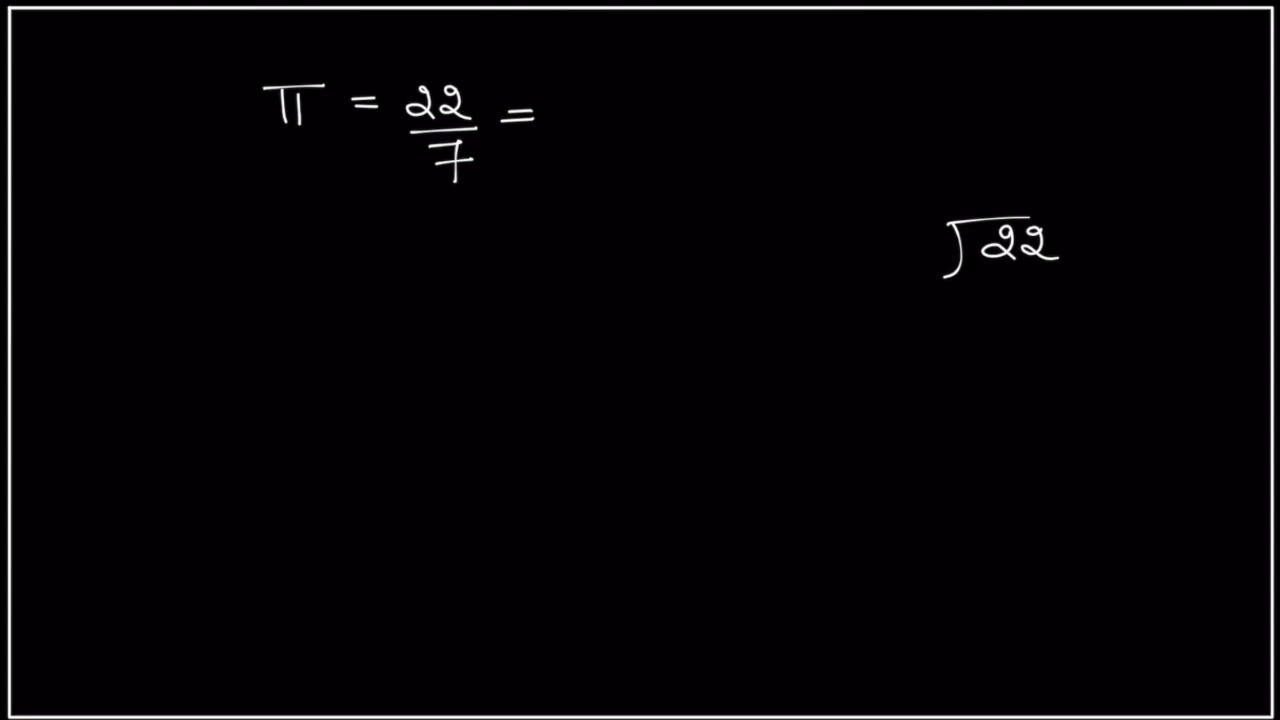 π = 22/7 =
)22